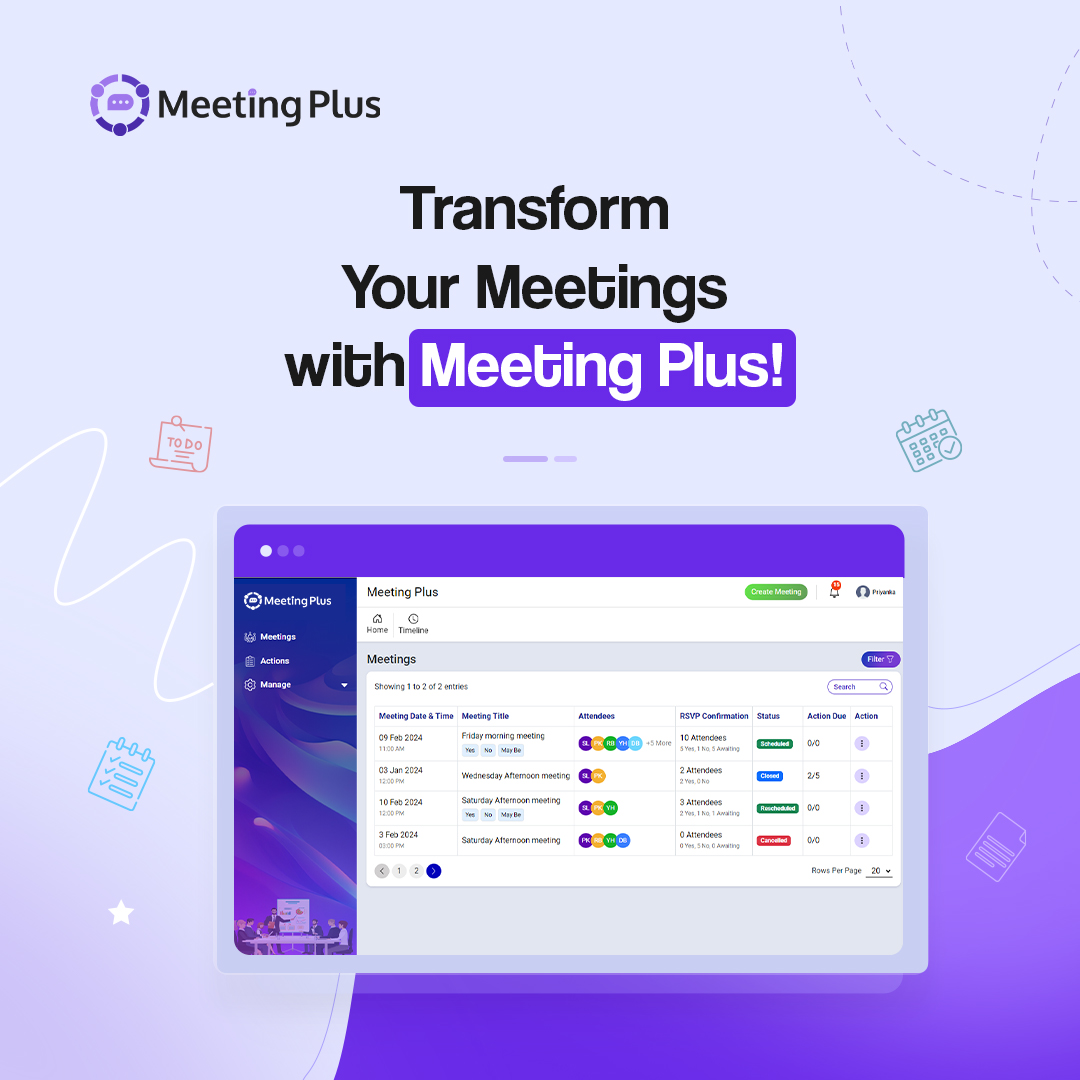 Meeting Plus
Transform
Your Meetings
with Meeting Plus!
TO DO
Meeting Plus
Meeting Plus
Create Meeting
15
Priyanka
Home
Timeline
Meetings
Actions
Manage
Meetings
Filter
Showing 1 to 2 of 2 entries
Search
Meeting Date & Time Meeting Title Attendees RSVP Confirmation Status Action Due Action
09 Feb 2024 Friday morning meeting SL PK RB YH DB +5 More 10 Attendees Scheduled 0/0
11:00 AM Yes No May Be 3 Yes, 1 No, 5 Awaiting
03 Jan 2024 Wednesday Afternoon meeting SL PK 2 Attendees Closed 2/5
12:00 PM 2 Yes, 0 No
10 Feb 2024 Saturday Afternoon meeting SL PK YH 3 Attendees Rescheduled 0/0
12:00 PM Yes No May Be 2 Yes, 1 No, 1 Awaiting
3 Feb 2024 Saturday Afternoon meeting PK RB YH DB 0 Attendees Cancelled 0/0
03:00 PM 0 Yes, 5 No, 0 Awaiting
1 2
Rows Per Page 20